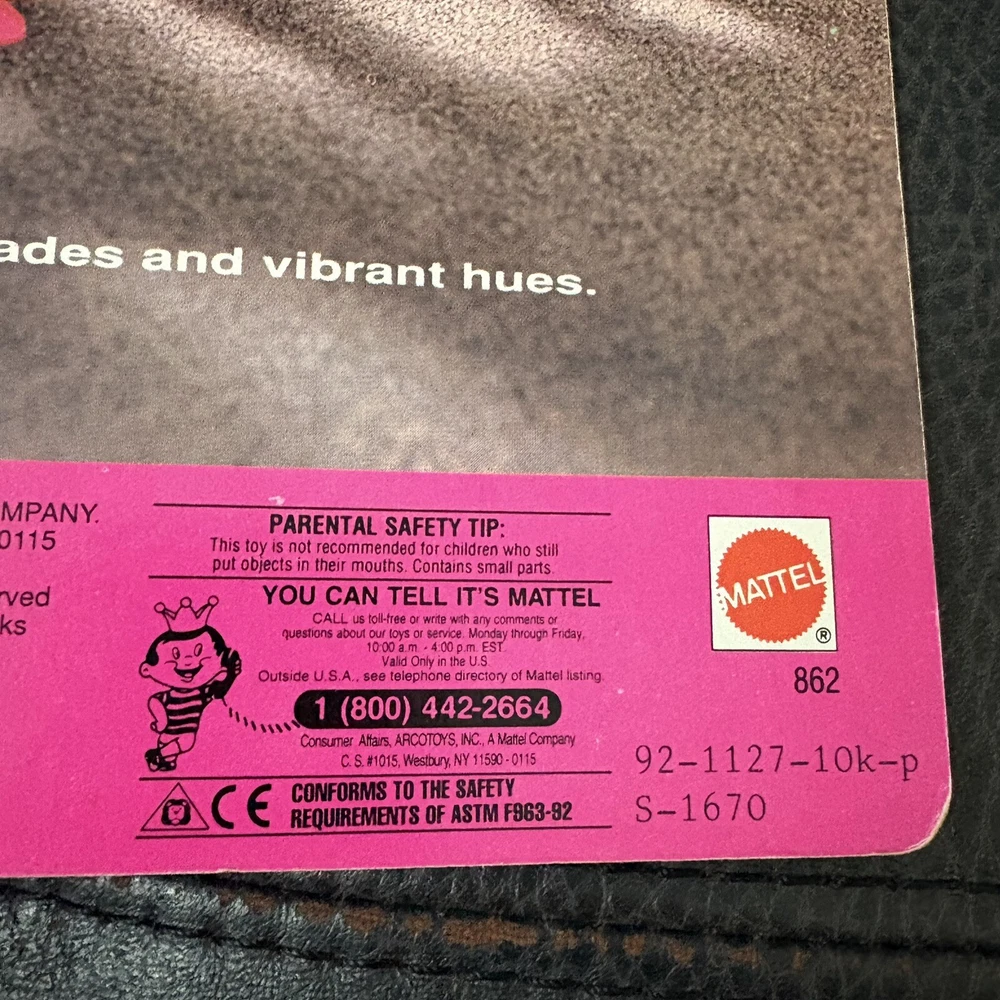 ades and vibrant hues.
MPANY.
0115
rved
ks
PARENTAL SAFETY TIP:
This toy is not recommended for children who still
put objects in their mouths. Contains small parts.
YOU CAN TELL IT'S MATTEL
CALL us toll-free or write with any comments or
questions about our toys or service. Monday through Friday,
10:00 a.m. - 4:00 p.m. EST
Valid Only in the U.S.
Outside U.S.A., see telephone directory of Mattel listing.
1 (800) 442-2664
Consumer Affairs, ARCOTOYS, INC., A Mattel Company
C. S. #1015, Westbury, NY 11590 - 0115
CE
CONFORMS TO THE SAFETY
REQUIREMENTS OF ASTM F963-92
MATTEL
®
862
92-1127-10k-p
S-1670